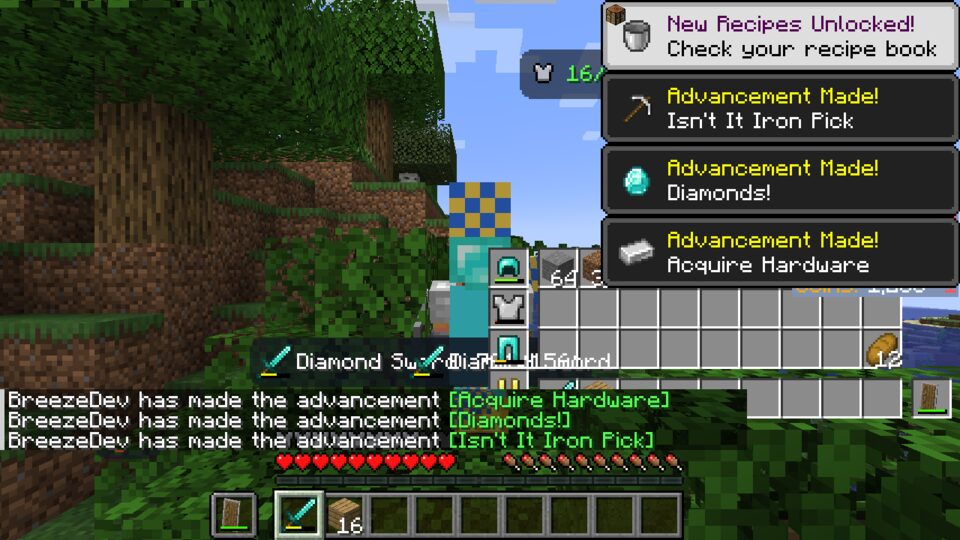 New Recipes Unlocked!
Check your recipe book
16/
Advancement Made!
Isn't It Iron Pick
Advancement Made!
Diamonds!
Advancement Made!
Acquire Hardware
64
12
Diamond
BreezeDev has made the advancement [Acquire Hardware]
BreezeDev has made the advancement [Diamonds!]
BreezeDev has made the advancement [Isn't It Iron Pick]
16